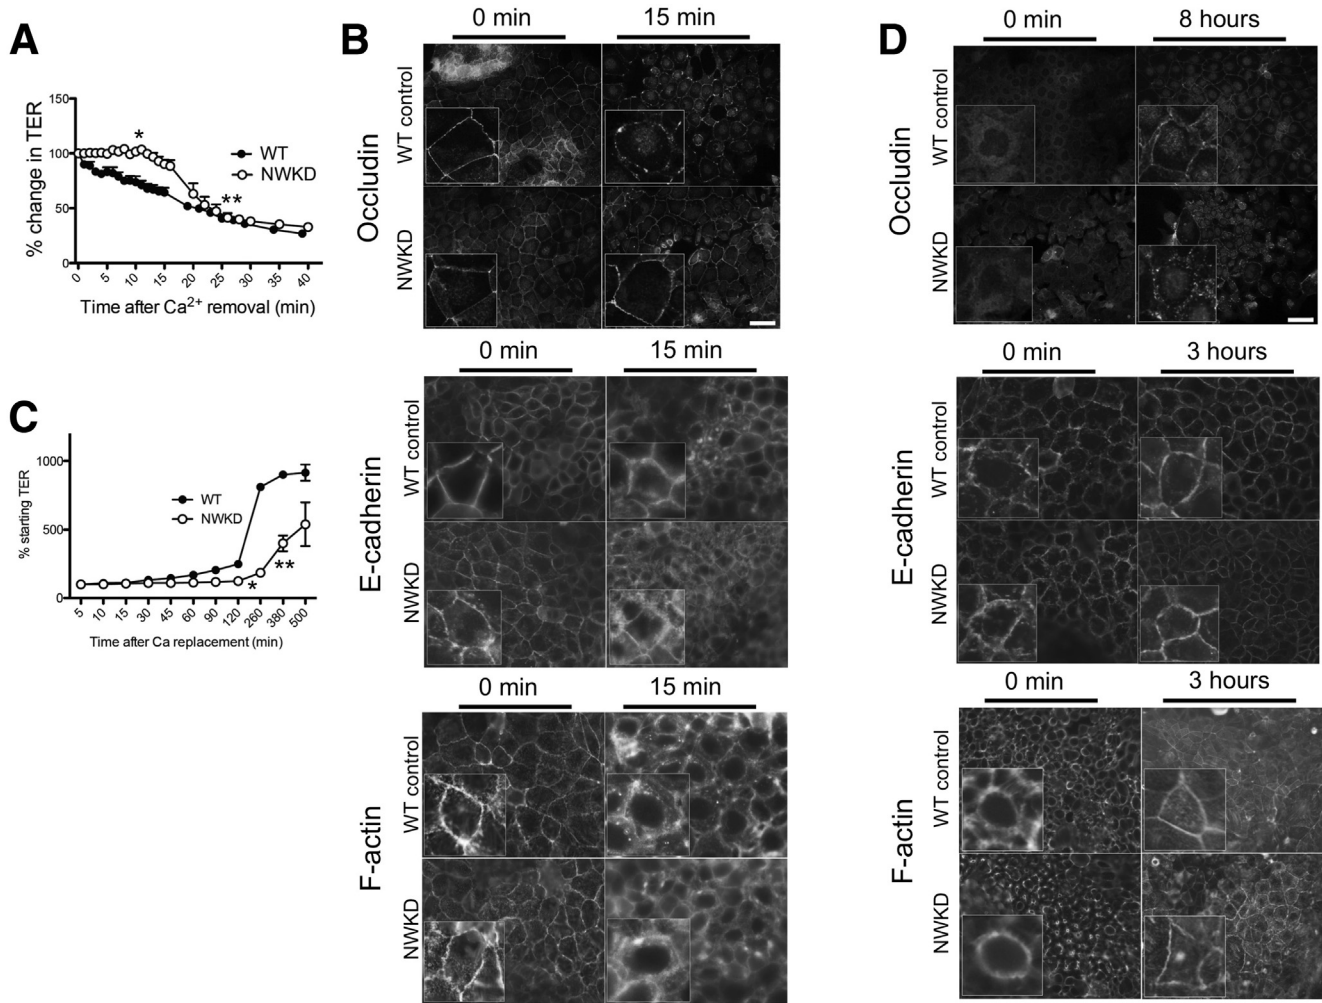 A
150
100
50
0
% change in TER
*
**
WT
NWKD
0 5 10 15 20 25 30 35 40
Time after Ca2+ removal (min)
B
0 min 15 min
Occludin
WT control
NWKD
0 min 15 min
E-cadherin
WT control
NWKD
0 min 15 min
F-actin
WT control
NWKD
C
1000
500
0
% starting TER
WT
NWKD
*
**
5 10 15 30 45 60 90 120 260 380 500
Time after Ca replacement (min)
D
0 min 8 hours
Occludin
WT control
NWKD
0 min 3 hours
E-cadherin
WT control
NWKD
0 min 3 hours
F-actin
WT control
NWKD